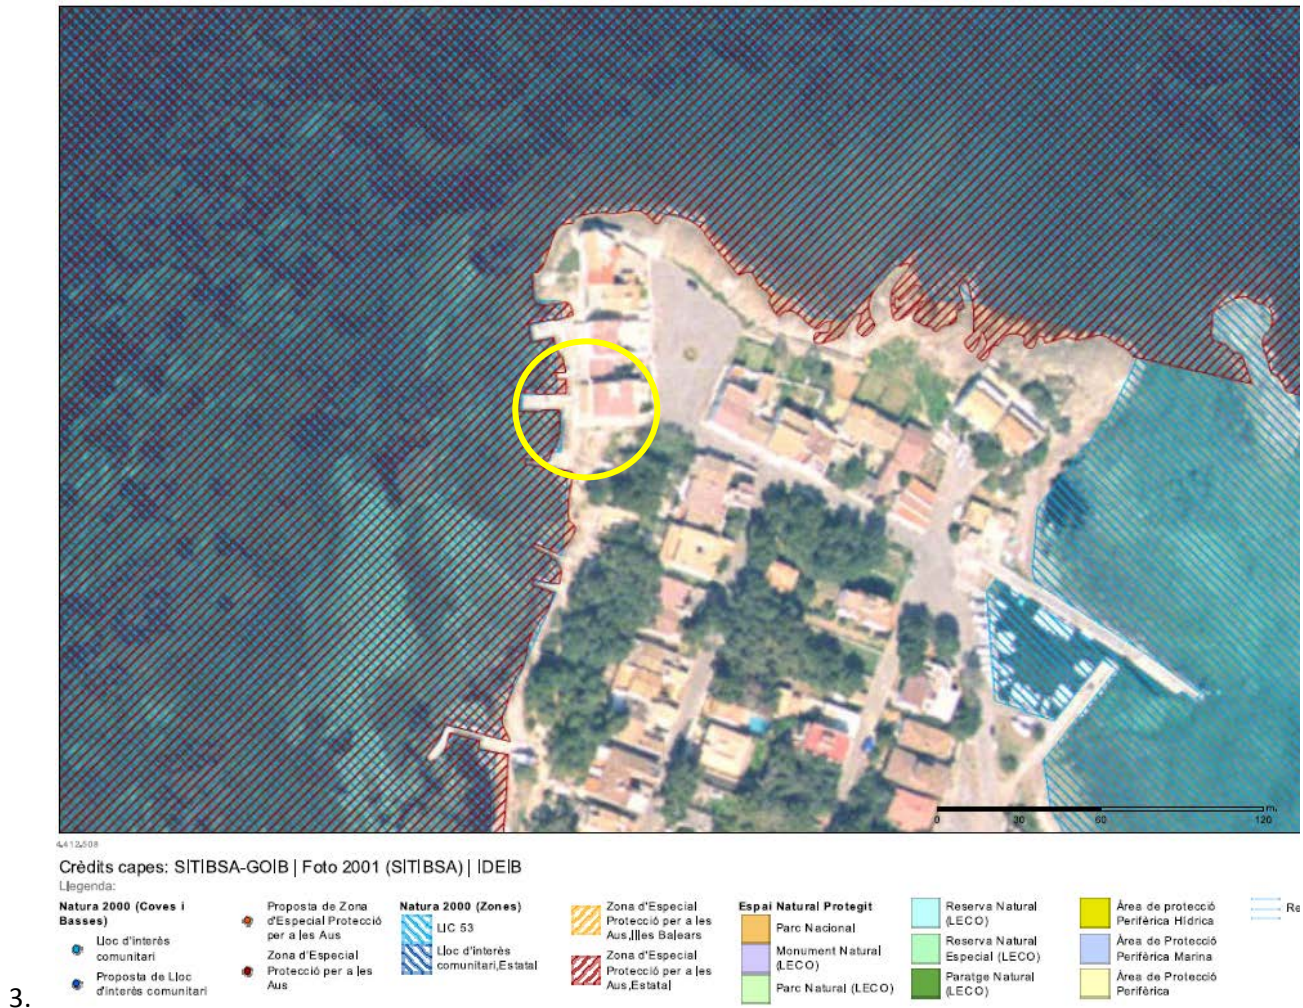 0 30 60 120 m.
4,412,508
Crèdits capes: SITIBSA-GOIB | Foto 2001 (SITIBSA) | IDEIB
Llegenda:
Natura 2000 (Coves i
Basses)
Lloc d'interès
comunitari
Proposta de Lloc
d'interès comunitari
Proposta de Zona
d'Especial Protecció
per a les Aus
Zona d'Especial
Protecció per a les
Aus
Natura 2000 (Zones)
LIC 53
Lloc d'interès
comunitari,Estatal
Zona d'Especial
Protecció per a les
Aus,Illes Balears
Zona d'Especial
Protecció per a les
Aus,Estatal
Espai Natural Protegit
Parc Nacional
Monument Natural
(LECO)
Parc Natural (LECO)
Reserva Natural
(LECO)
Reserva Natural
Especial (LECO)
Paratge Natural
(LECO)
Àrea de protecció
Perifèrica Hídrica
Àrea de Protecció
Perifèrica Marina
Àrea de Protecció
Perifèrica
Re
3.